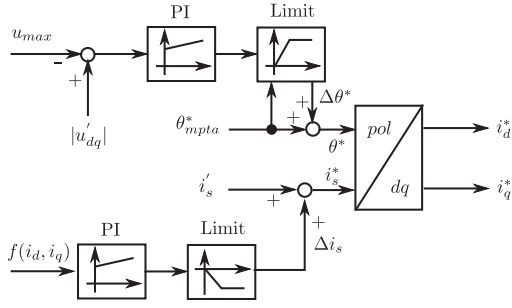 PI
Limit
u_max
-
+
|u'_dq|
+
Δθ*
θ*_mpta
+
θ*
pol
dq
i*_d
i*_q
i'_s
+
i*_s
+
Δi_s
f(i_d, i_q)
PI
Limit